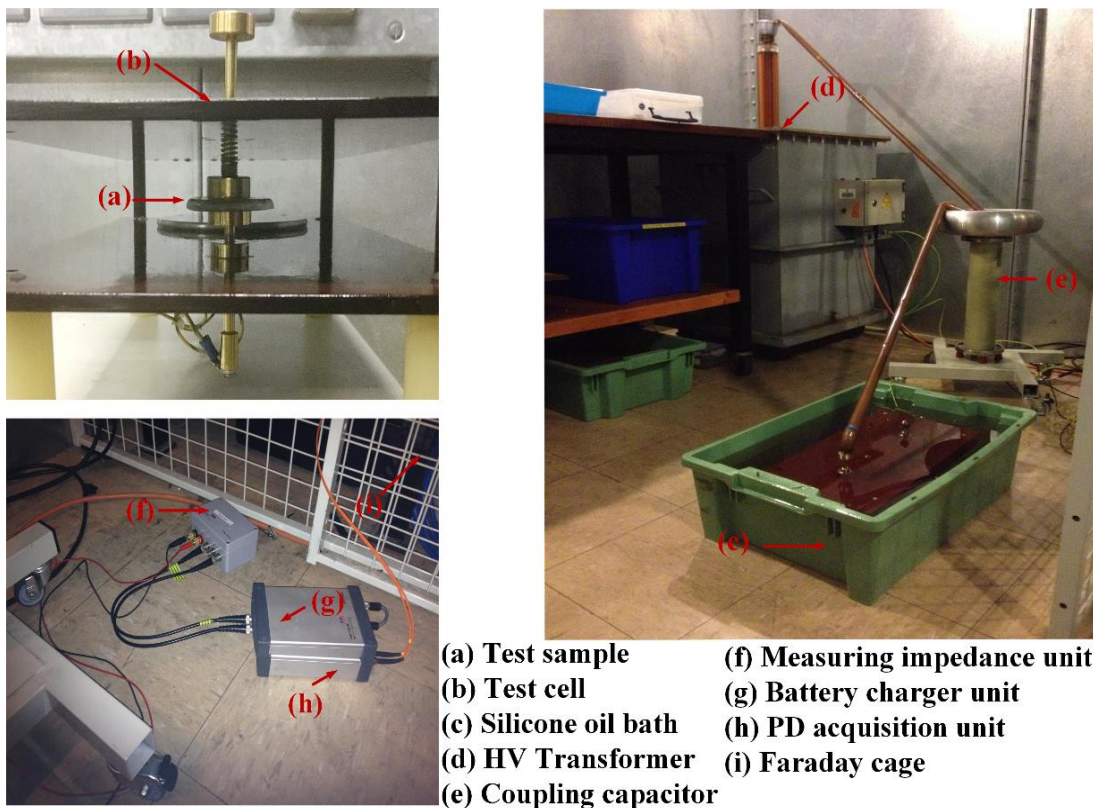 (b)
(a)
(d)
(e)
(c)
(f)
(i)
(g)
(h)
(a) Test sample
(b) Test cell
(c) Silicone oil bath
(d) HV Transformer
(e) Coupling capacitor
(f) Measuring impedance unit
(g) Battery charger unit
(h) PD acquisition unit
(i) Faraday cage